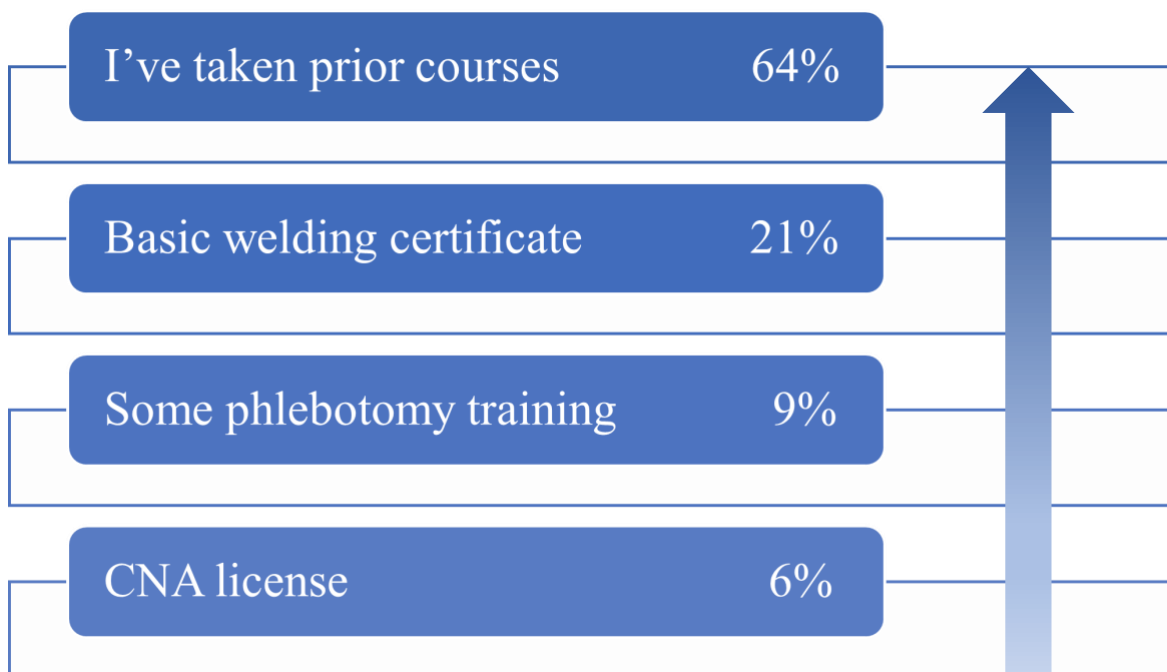 I’ve taken prior courses 64%
Basic welding certificate 21%
Some phlebotomy training 9%
CNA license 6%